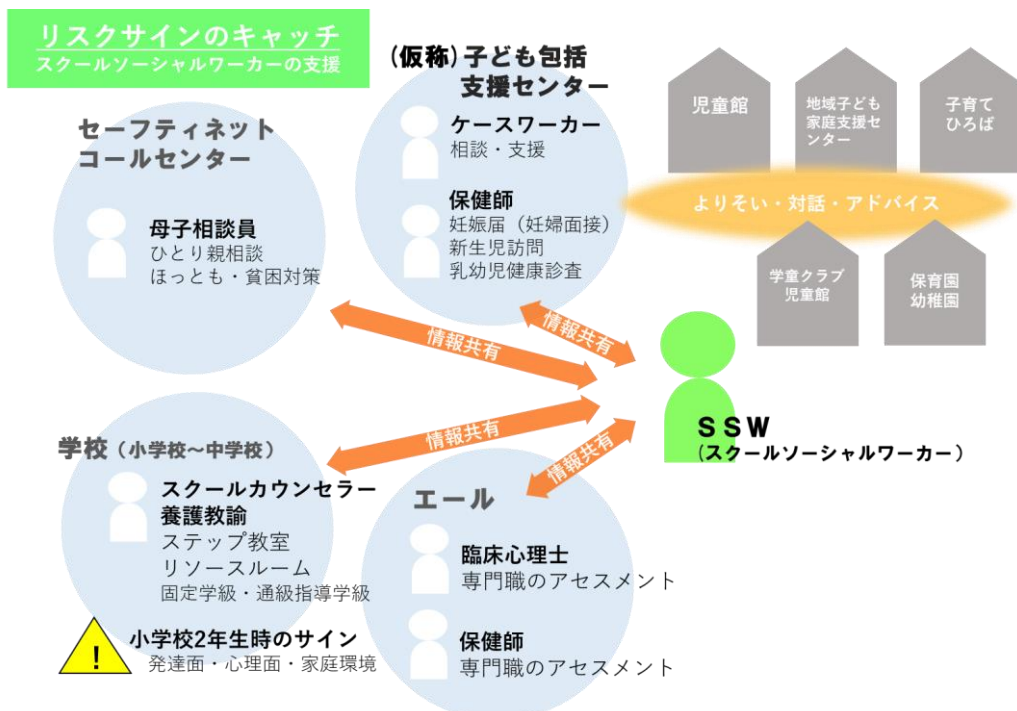 リスクサインのキャッチ
スクールソーシャルワーカーの支援
(仮称)子ども包括
支援センター
ケースワーカー
相談・支援
保健師
妊娠届（妊婦面接）
新生児訪問
乳幼児健康診査
児童館
地域子ども
家庭支援セ
ンター
子育て
ひろば
よりそい・対話・アドバイス
学童クラブ
児童館
保育園
幼稚園
セーフティネット
コールセンター
母子相談員
ひとり親相談
ほっとも・貧困対策
情報共有
情報共有
情報共有
情報共有
ＳＳＷ
(スクールソーシャルワーカー）
学校（小学校～中学校）
スクールカウンセラー
養護教諭
ステップ教室
リソースルーム
固定学級・通級指導学級
!
小学校2年生時のサイン
発達面・心理面・家庭環境
エール
臨床心理士
専門職のアセスメント
保健師
専門職のアセスメント